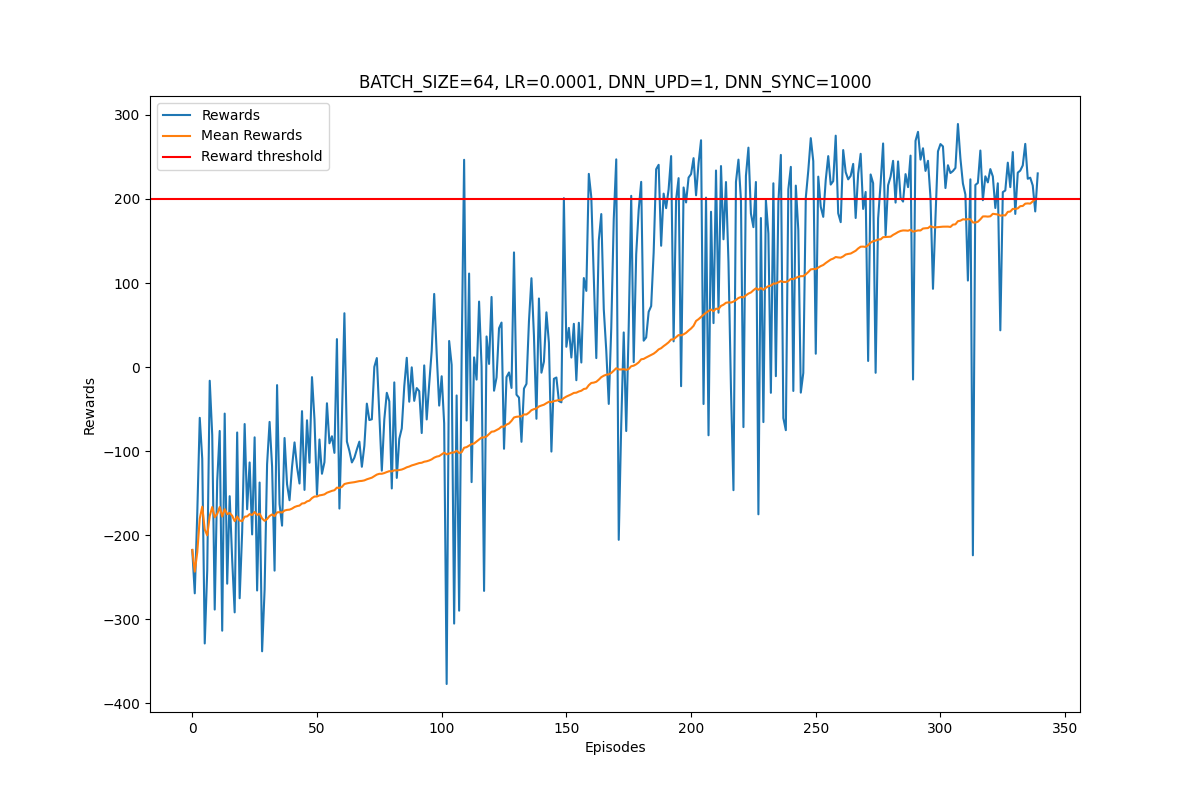 BATCH_SIZE=64, LR=0.0001, DNN_UPD=1, DNN_SYNC=1000
Rewards
Mean Rewards
Reward threshold
300
200
100
0
−100
−200
−300
−400
Rewards
0
50
100
150
200
250
300
350
Episodes